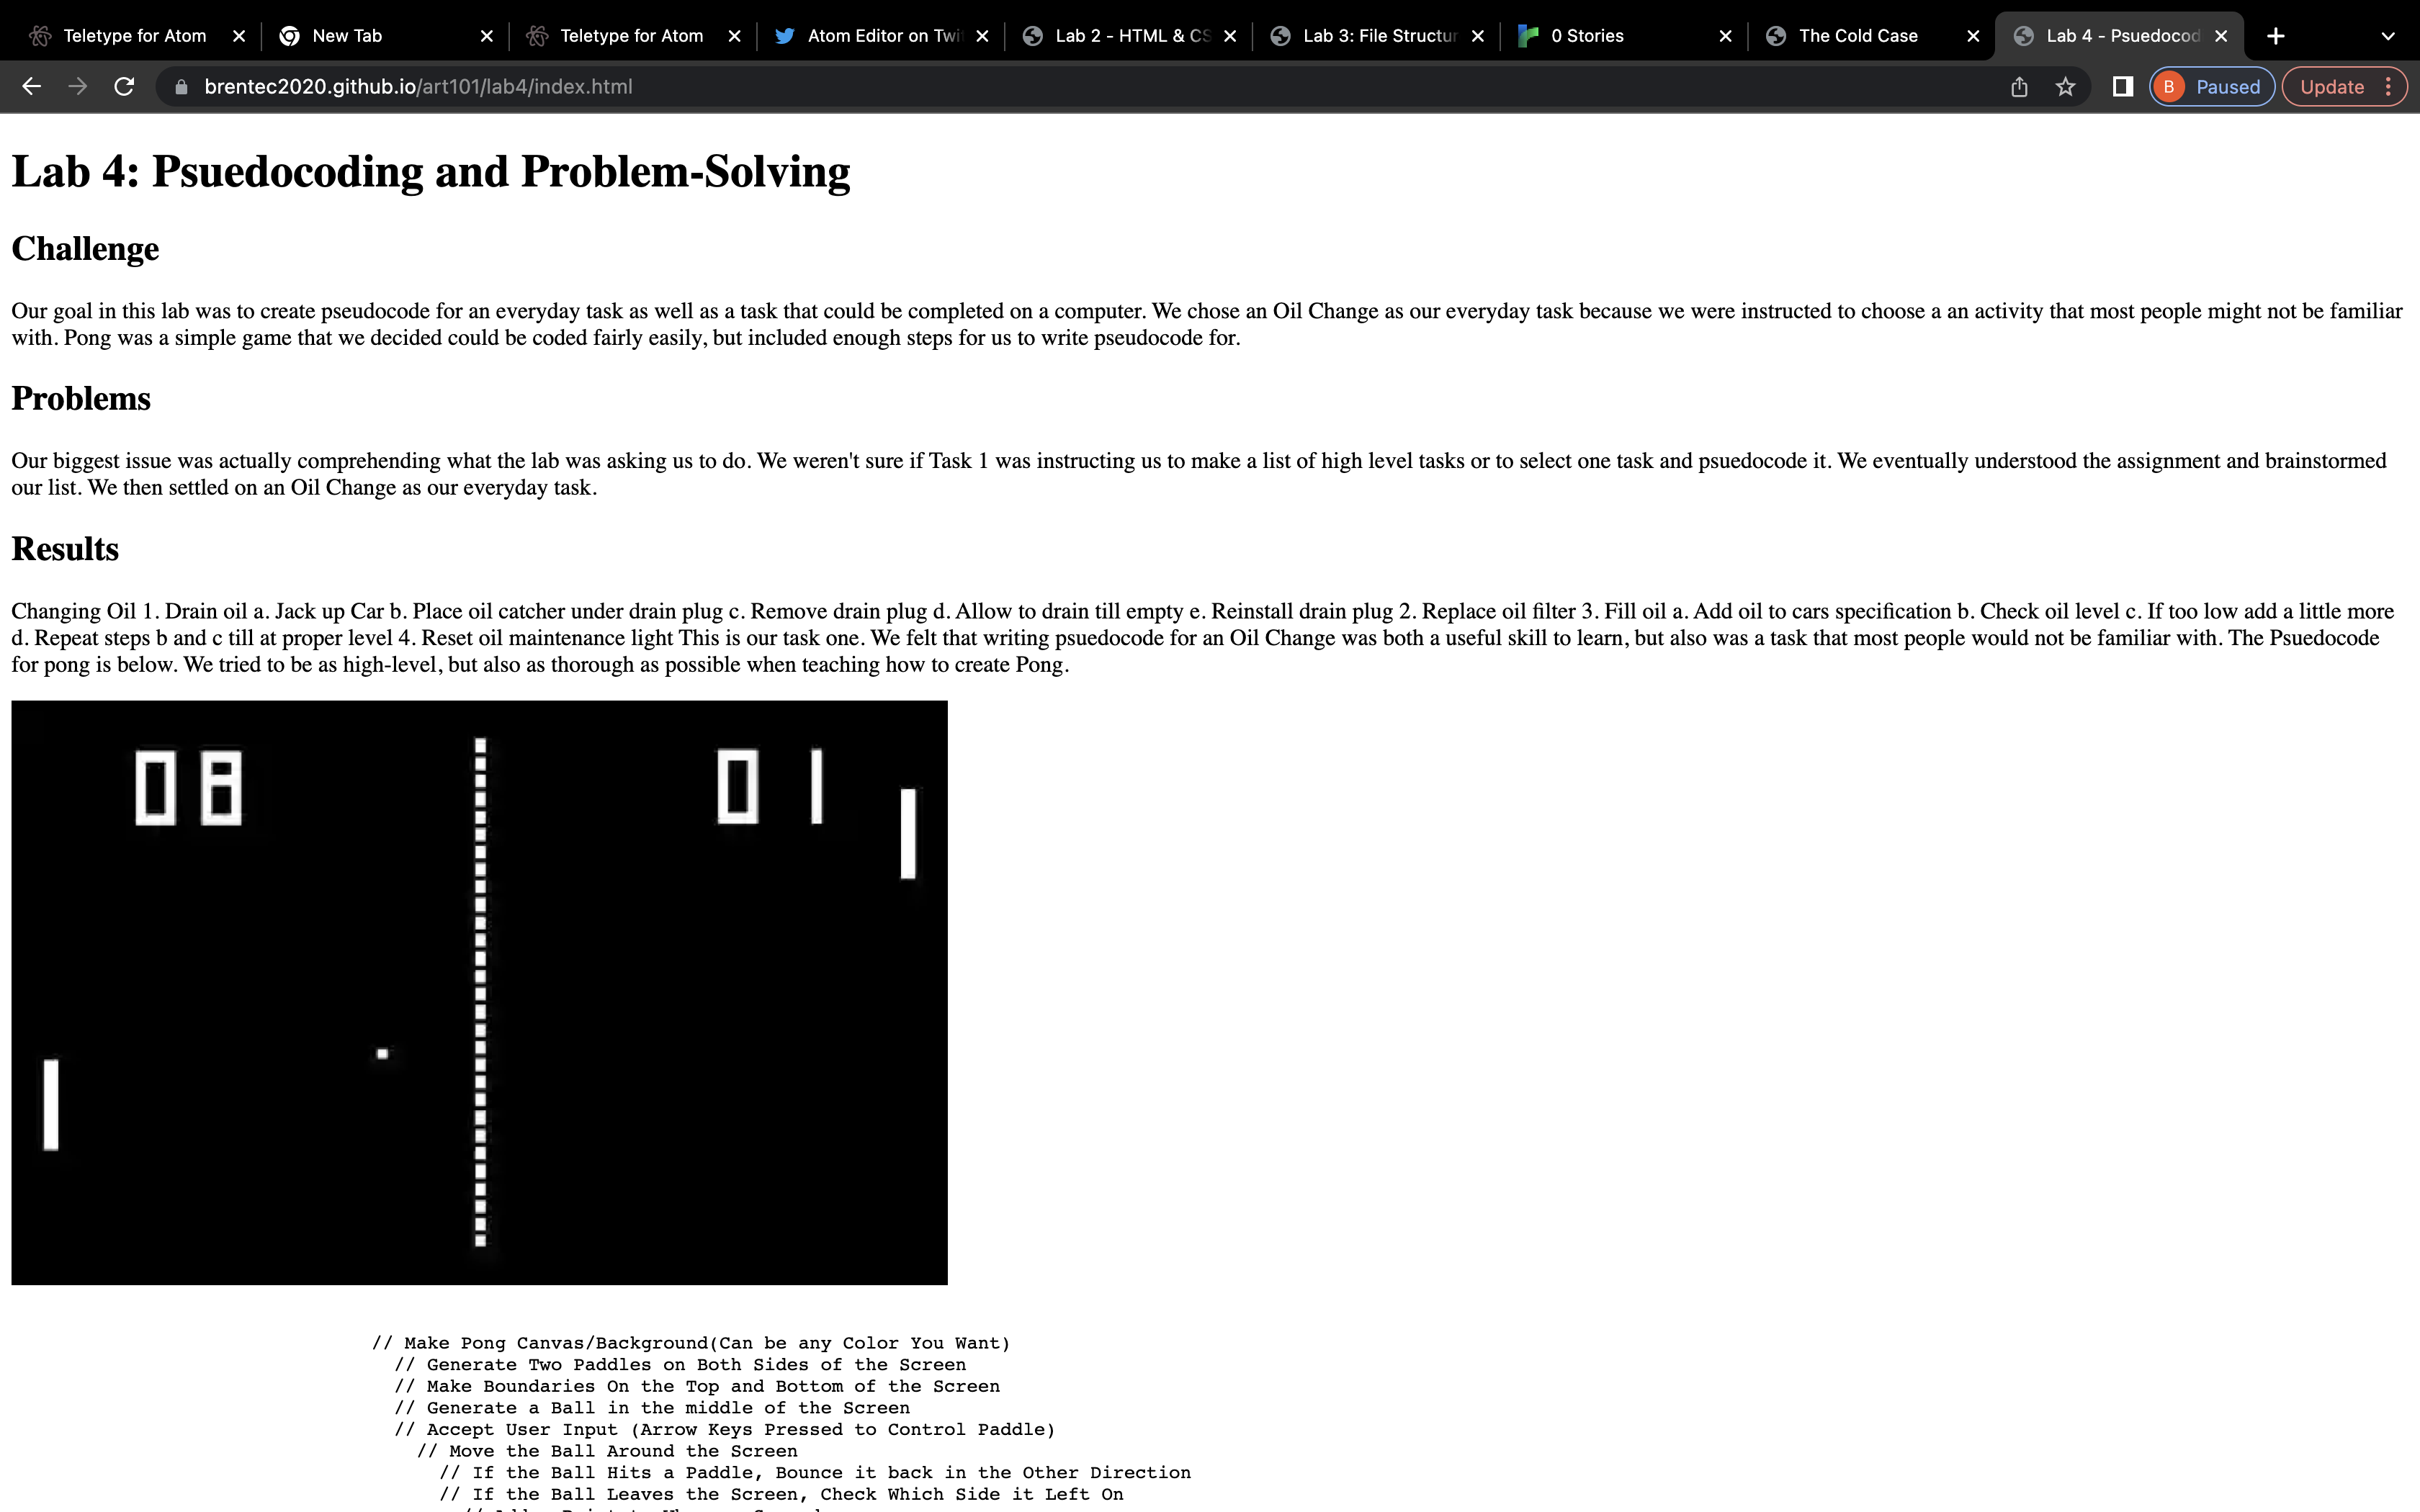 Teletype for Atom
New Tab
Teletype for Atom
Atom Editor on Twi
Lab 2 - HTML & CS
Lab 3: File Structur
0 Stories
The Cold Case
Lab 4 - Psuedocod
brentec2020.github.io/art101/lab4/index.html
B
Paused
Update
Lab 4: Psuedocoding and Problem-Solving
Challenge
Our goal in this lab was to create pseudocode for an everyday task as well as a task that could be completed on a computer. We chose an Oil Change as our everyday task because we were instructed to choose a an activity that most people might not be familiar
with. Pong was a simple game that we decided could be coded fairly easily, but included enough steps for us to write pseudocode for.
Problems
Our biggest issue was actually comprehending what the lab was asking us to do. We weren't sure if Task 1 was instructing us to make a list of high level tasks or to select one task and psuedocode it. We eventually understood the assignment and brainstormed
our list. We then settled on an Oil Change as our everyday task.
Results
Changing Oil 1. Drain oil a. Jack up Car b. Place oil catcher under drain plug c. Remove drain plug d. Allow to drain till empty e. Reinstall drain plug 2. Replace oil filter 3. Fill oil a. Add oil to cars specification b. Check oil level c. If too low add a little more
d. Repeat steps b and c till at proper level 4. Reset oil maintenance light This is our task one. We felt that writing psuedocode for an Oil Change was both a useful skill to learn, but also was a task that most people would not be familiar with. The Psuedocode
for pong is below. We tried to be as high-level, but also as thorough as possible when teaching how to create Pong.
08 01
// Make Pong Canvas/Background(Can be any Color You Want)
// Generate Two Paddles on Both Sides of the Screen
// Make Boundaries On the Top and Bottom of the Screen
// Generate a Ball in the middle of the Screen
// Accept User Input (Arrow Keys Pressed to Control Paddle)
// Move the Ball Around the Screen
// If the Ball Hits a Paddle, Bounce it back in the Other Direction
// If the Ball Leaves the Screen, Check Which Side it Left On